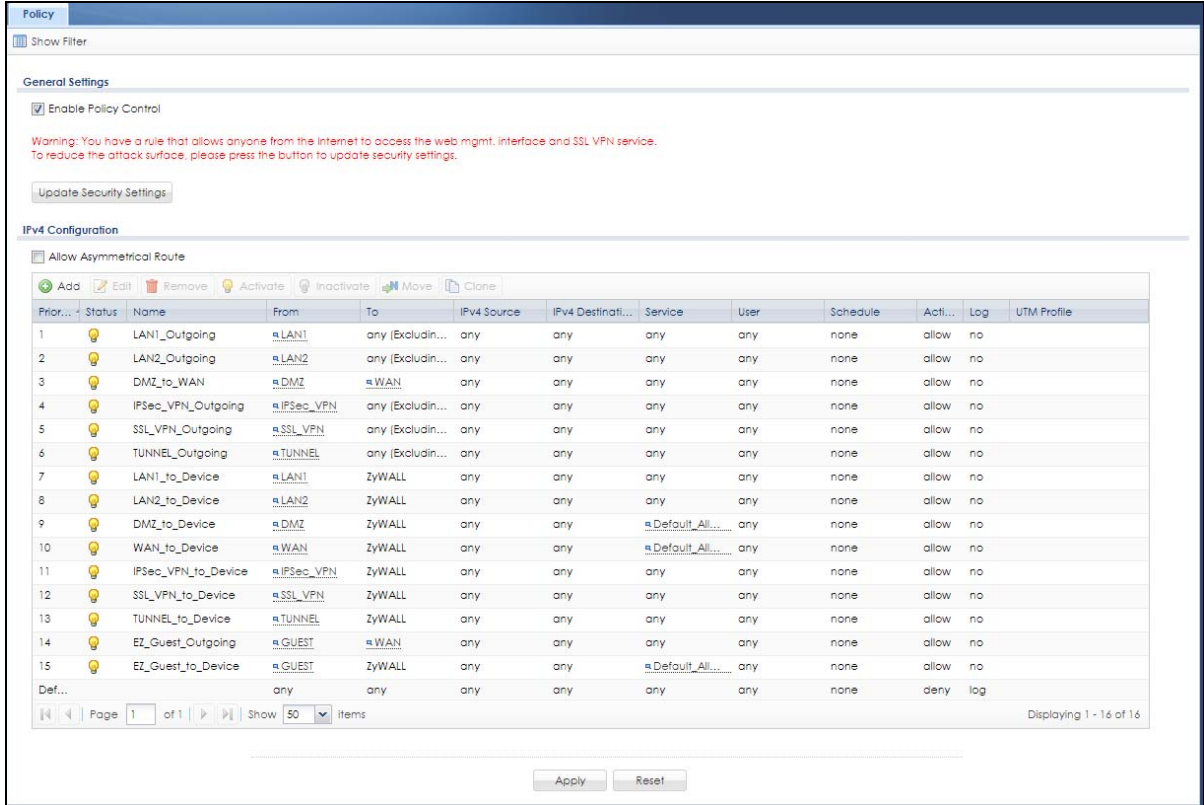 Policy
Show Filter
General Settings
Enable Policy Control
Warning: You have a rule that allows anyone from the Internet to access the web mgmt. interface and SSL VPN service.
To reduce the attack surface, please press the button to update security settings.
Update Security Settings
IPv4 Configuration
Allow Asymmetrical Route
Add Edit Remove Activate Inactivate Move Clone
Prior... Status Name From To IPv4 Source IPv4 Destinati... Service User Schedule Acti... Log UTM Profile
1 LAN1_Outgoing LAN1 any (Excludin... any any any any none allow no
2 LAN2_Outgoing LAN2 any (Excludin... any any any any none allow no
3 DMZ_to_WAN DMZ WAN any any any any none allow no
4 IPSec_VPN_Outgoing IPSec_VPN any (Excludin... any any any any none allow no
5 SSL_VPN_Outgoing SSL_VPN any (Excludin... any any any any none allow no
6 TUNNEL_Outgoing TUNNEL any (Excludin... any any any any none allow no
7 LAN1_to_Device LAN1 ZyWALL any any any any none allow no
8 LAN2_to_Device LAN2 ZyWALL any any any any none allow no
9 DMZ_to_Device DMZ ZyWALL any any Default_All... any none allow no
10 WAN_to_Device WAN ZyWALL any any Default_All... any none allow no
11 IPSec_VPN_to_Device IPSec_VPN ZyWALL any any any any none allow no
12 SSL_VPN_to_Device SSL_VPN ZyWALL any any any any none allow no
13 TUNNEL_to_Device TUNNEL ZyWALL any any any any none allow no
14 EZ_Guest_Outgoing GUEST WAN any any any any none allow no
15 EZ_Guest_to_Device GUEST ZyWALL any any Default_All... any none allow no
Def... any any any any any any none deny log
Page 1 of 1 Show 50 items Displaying 1 - 16 of 16
Apply Reset